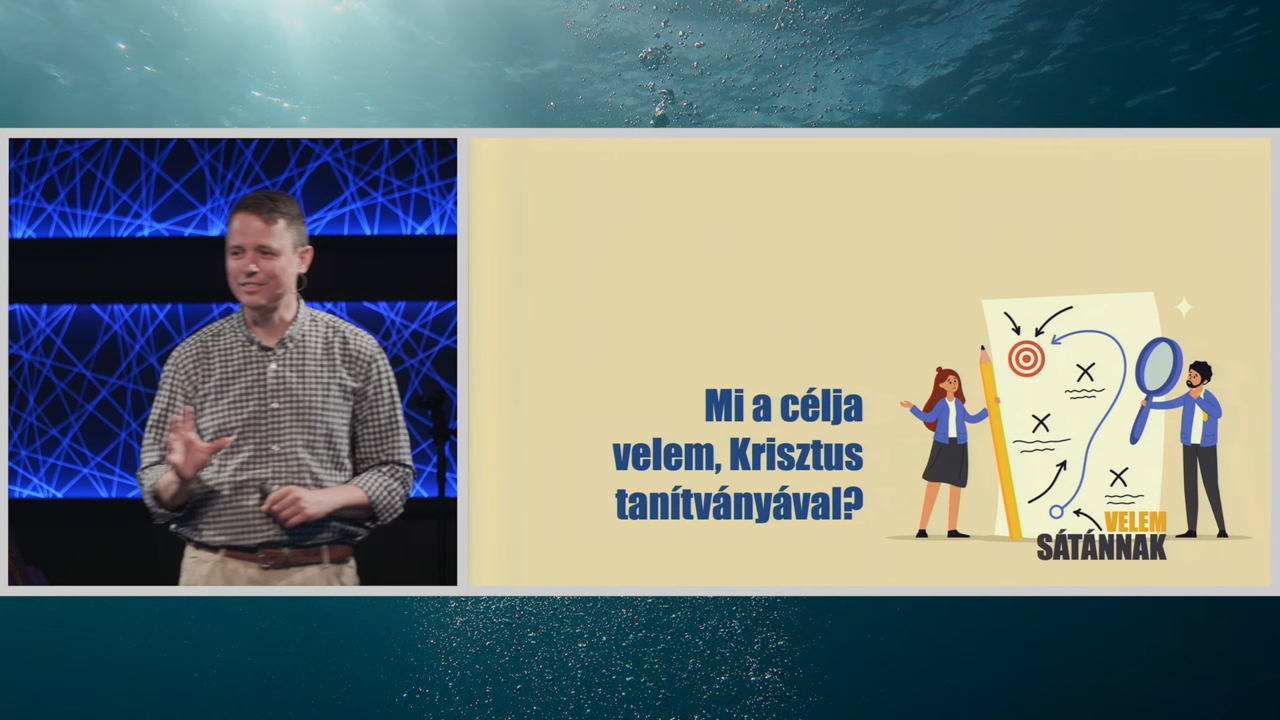 Mi a célja
velem, Krisztus
tanítványával?
VELEM
SÁTÁNNAK